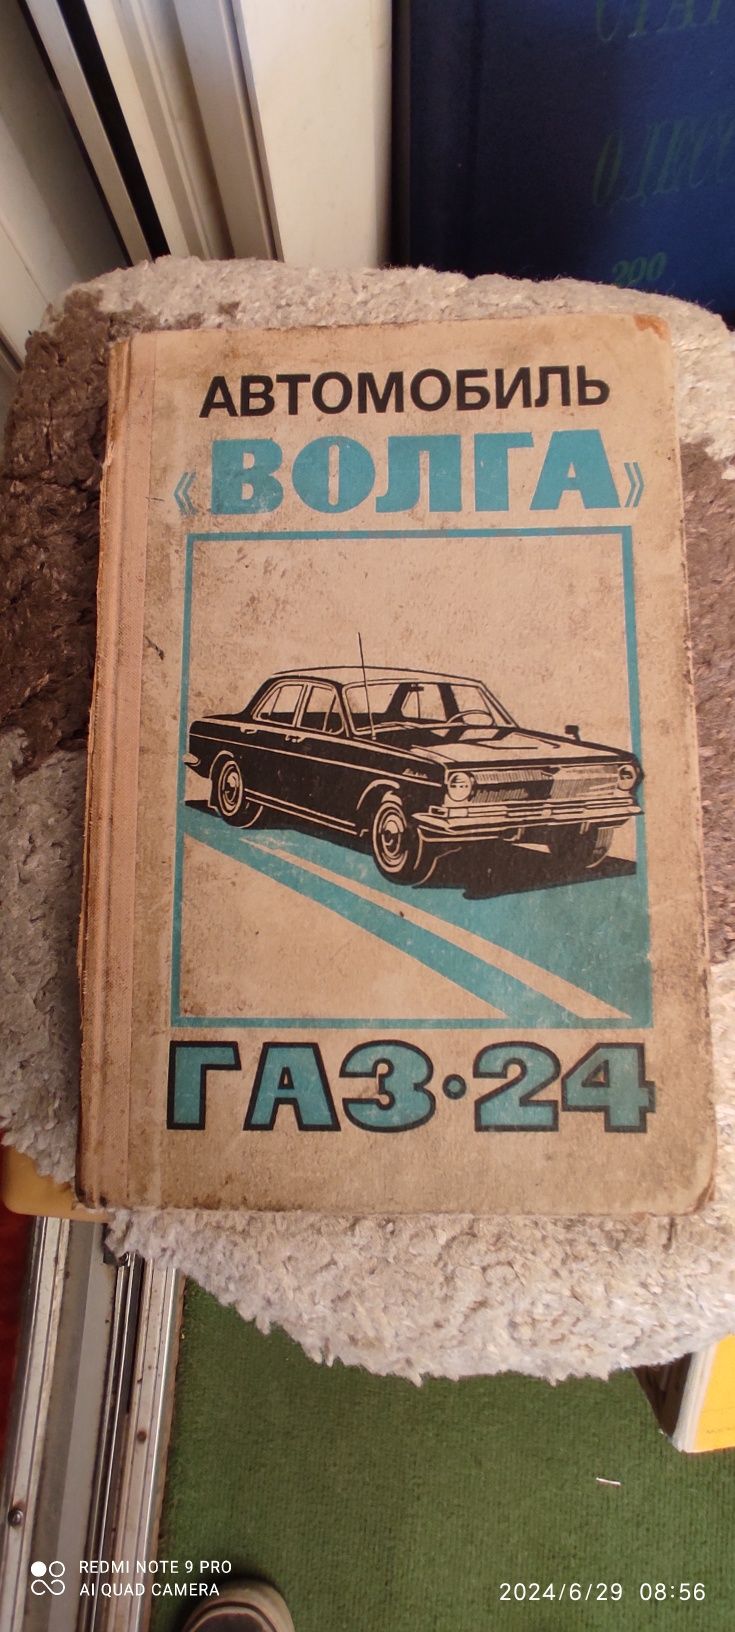 АВТОМОБИЛЬ
«ВОЛГА»
ГАЗ·24
REDMI NOTE 9 PRO
AI QUAD CAMERA
2024/6/29 08:56